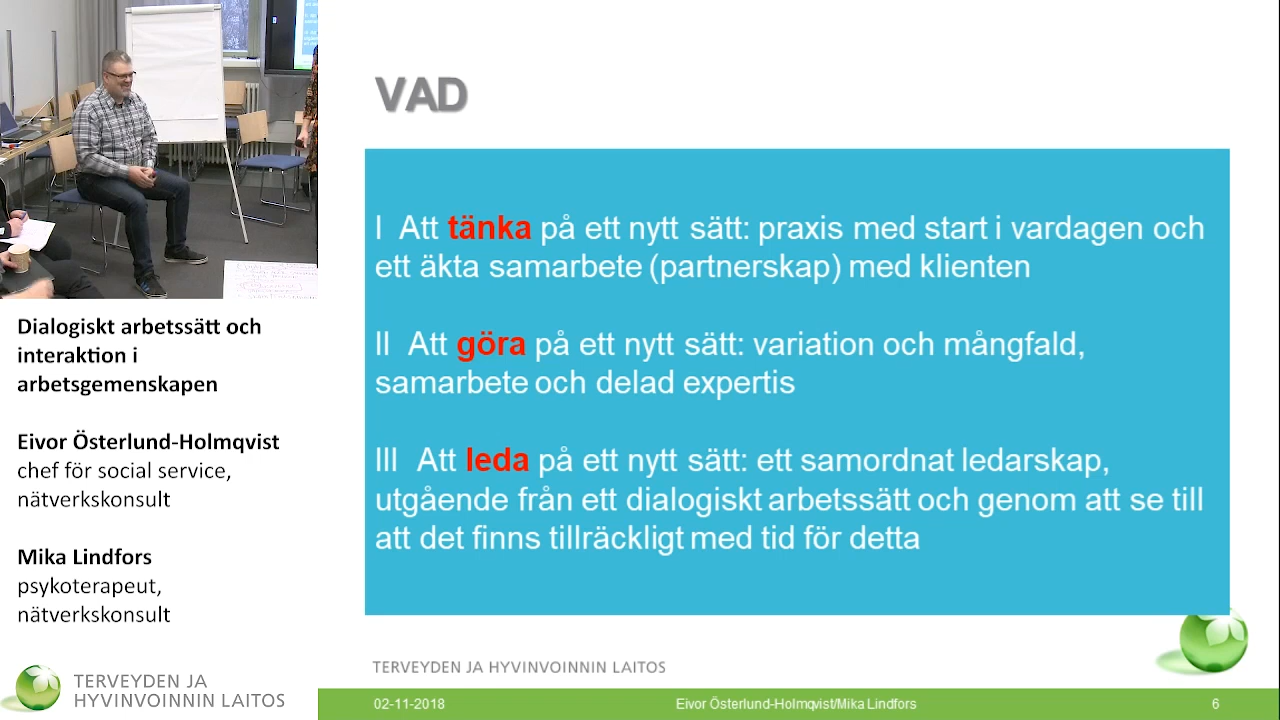 Dialogiskt arbetssätt och
interaktion i
arbetsgemenskapen
Eivor Österlund-Holmqvist
chef för social service,
nätverkskonsult
Mika Lindfors
psykoterapeut,
nätverkskonsult
TERVEYDEN JA
HYVINVOINNIN LAITOS
VAD
I Att tänka på ett nytt sätt: praxis med start i vardagen och
ett äkta samarbete (partnerskap) med klienten
II Att göra på ett nytt sätt: variation och mångfald,
samarbete och delad expertis
III Att leda på ett nytt sätt: ett samordnat ledarskap,
utgående från ett dialogiskt arbetssätt och genom att se till
att det finns tillräckligt med tid för detta
TERVEYDEN JA HYVINVOINNIN LAITOS
02-11-2018 Eivor Österlund-Holmqvist/Mika Lindfors 6